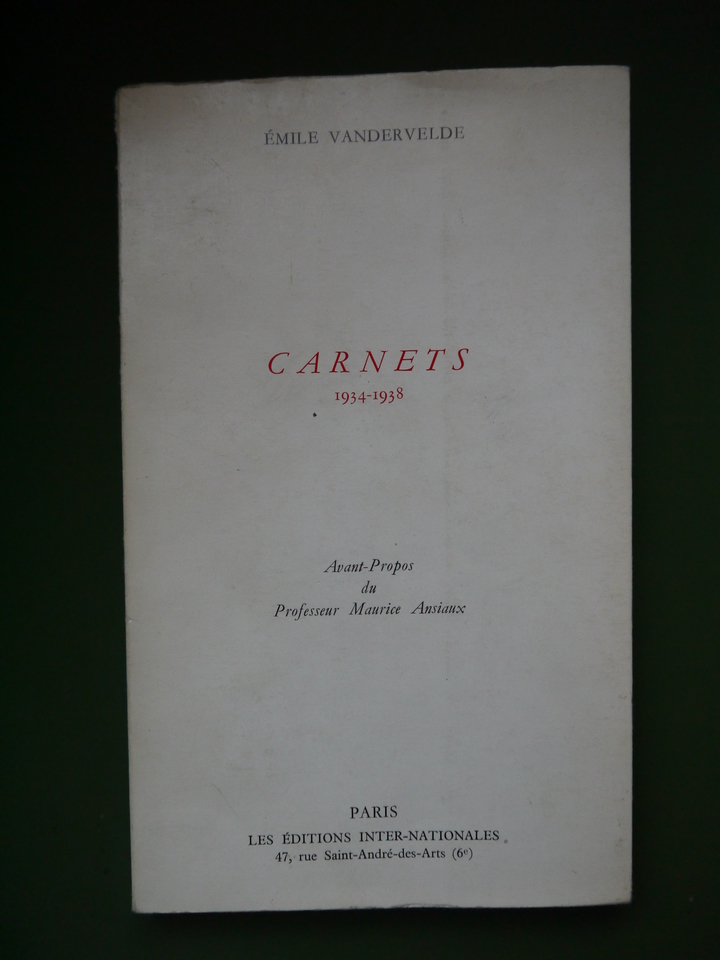 ÉMILE VANDERVELDE
CARNETS
1934-1938
Avant-Propos
du
Professeur Maurice Ansiaux
PARIS
LES ÉDITIONS INTER-NATIONALES
47, rue Saint-André-des-Arts (6e)